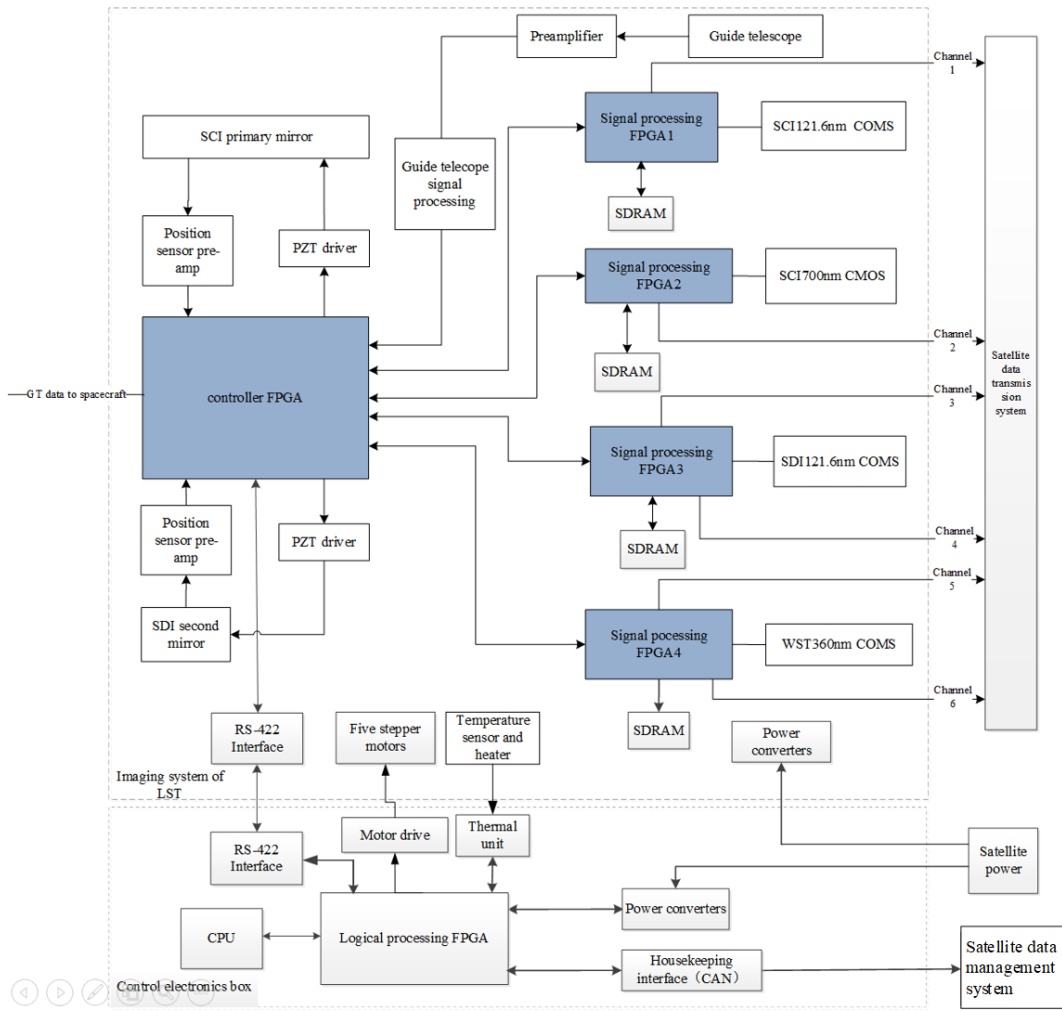 Preamplifier
Guide telescope
Channel
1
Signal processing
FPGA1
SCI121.6nm COMS
SCI primary mirror
Guide telecope
signal
processing
SDRAM
Position
sensor pre-
amp
PZT driver
Signal processing
FPGA2
SCI700nm CMOS
Channel
2
SDRAM
Satellite
data
transmis
sion
system
GT data to spacecraft
controller FPGA
Channel
3
Signal processing
FPGA3
SDI121.6nm COMS
Position
sensor pre-
amp
PZT driver
SDRAM
Channel
4
Channel
5
SDI second
mirror
Signal pocessing
FPGA4
WST360nm COMS
Channel
6
RS-422
Interface
Five stepper
motors
Temperature
sensor and
heater
SDRAM
Power
converters
Imaging system of
LST
RS-422
Interface
Motor drive
Thermal
unit
Satellite
power
CPU
Logical processing FPGA
Power converters
Housekeeping
interface（CAN）
Satellite data
management
system
Control electronics box